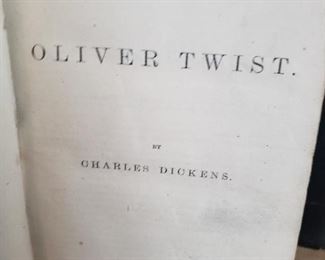 OLIVER TWIST.
BY
CHARLES DICKENS.